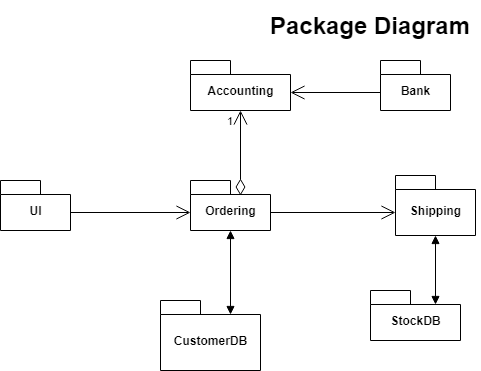 Package Diagram
Accounting
Bank
1
UI
Ordering
Shipping
CustomerDB
StockDB